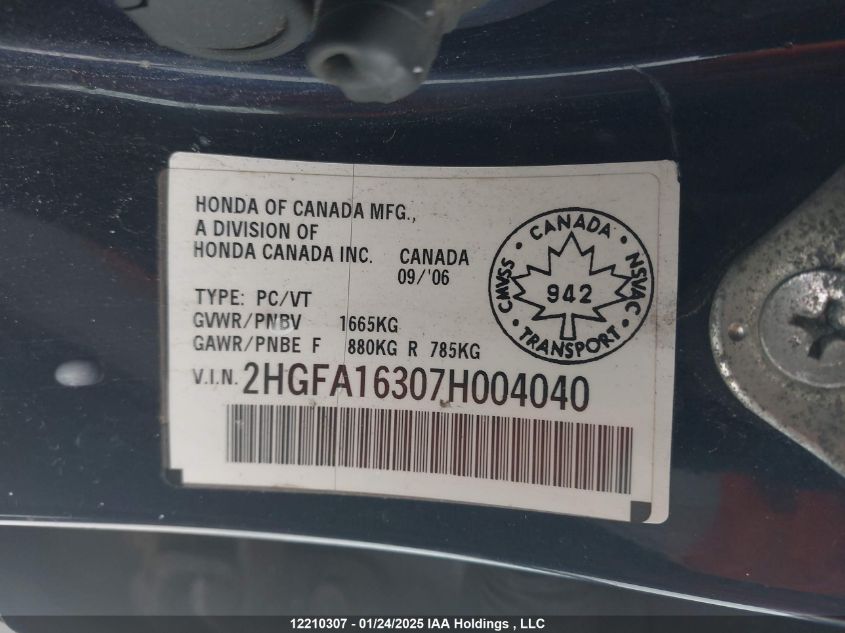 HONDA OF CANADA MFG.,
A DIVISION OF
HONDA CANADA INC. CANADA
09/'06
TYPE: PC/VT
GVWR/PNBV 1665KG
GAWR/PNBE F 880KG R 785KG
V.I.N. 2HGFA16307H004040
CANADA
CMVSS
942
NSVAC
TRANSPORT
12210307 - 01/24/2025 IAA Holdings , LLC